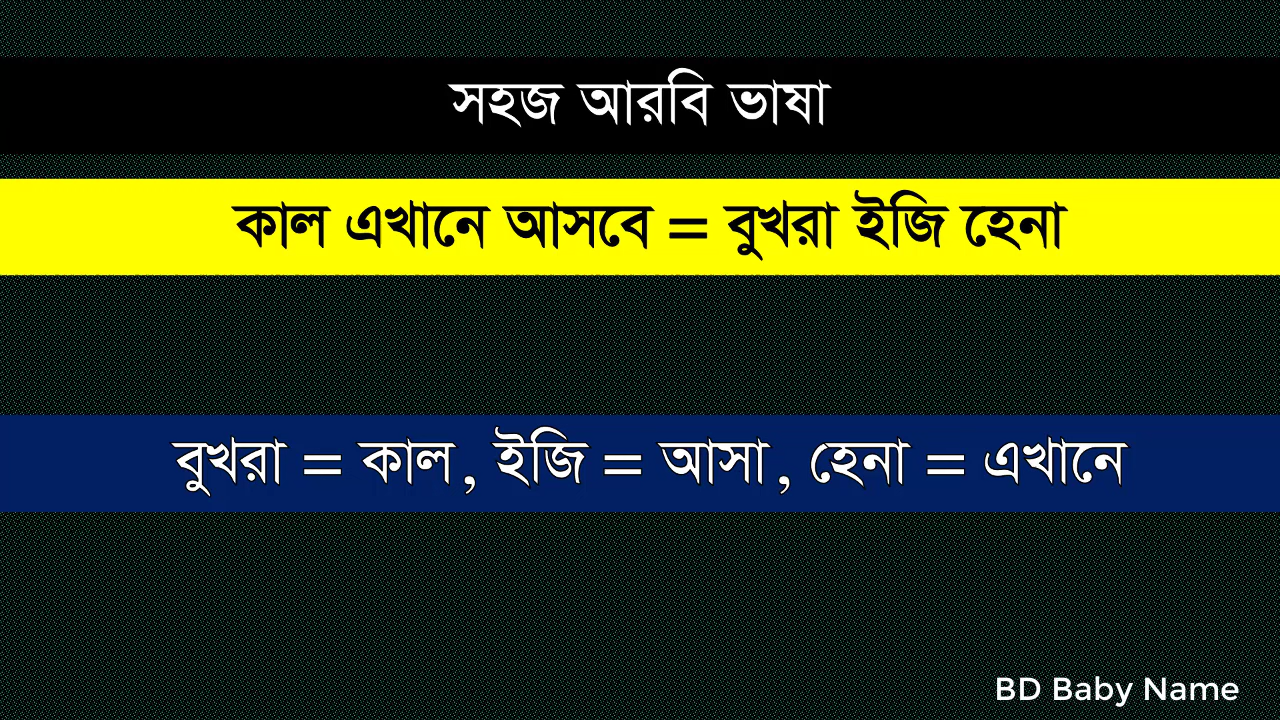 সহজ আরবি ভাষা
কাল এখানে আসবে = বুখরা ইজি হেনা
বুখরা = কাল, ইজি = আসা, হেনা = এখানে
BD Baby Name